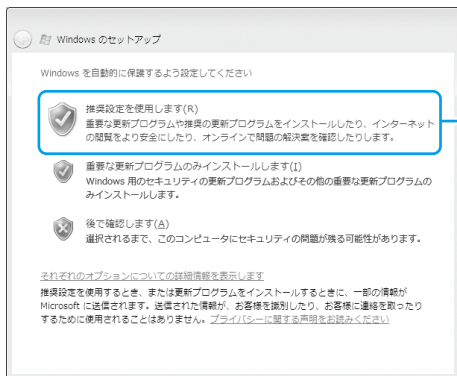 Windows のセットアップ
Windows を自動的に保護するよう設定してください
推奨設定を使用します(R)
重要な更新プログラムや推奨の更新プログラムをインストールしたり、インターネット
の閲覧をより安全にしたり、オンラインで問題の解決案を確認したりします。
重要な更新プログラムのみインストールします(I)
Windows 用のセキュリティの更新プログラムおよびその他の重要な更新プログラムの
みインストールします。
後で確認します(A)
選択されるまで、このコンピュータにセキュリティの問題が残る可能性があります。
それぞれのオプションについての詳細情報を表示します
推奨設定を使用するとき、または更新プログラムをインストールするときに、一部の情報が
Microsoft に送信されます。送信された情報が、お客様を識別したり、お客様に連絡を取ったり
するために使用されることはありません。プライバシーに関する声明をお読みください